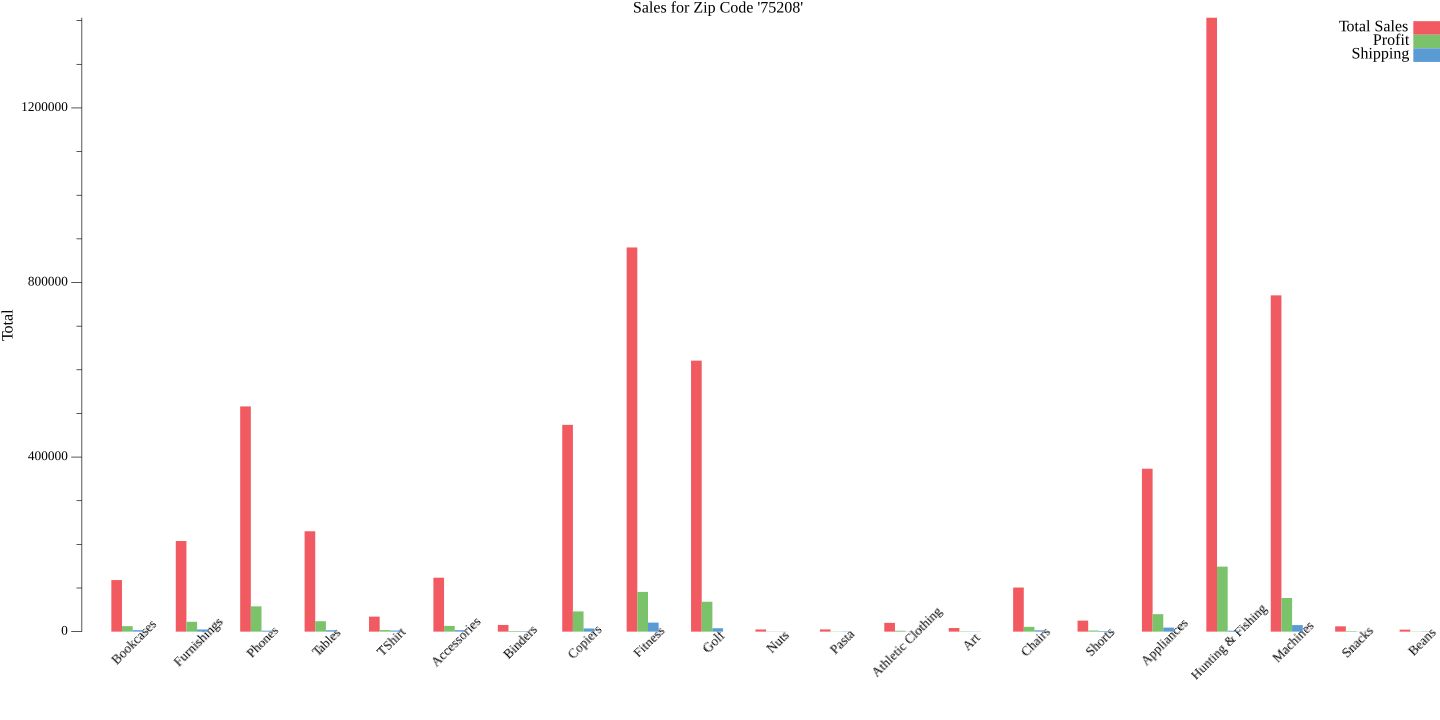 Sales for Zip Code '75208'
Total Sales
Profit
Shipping
Total
1200000
800000
400000
0
Bookcases
Furnishings
Phones
Tables
TShirt
Accessories
Binders
Copiers
Fitness
Golf
Nuts
Pasta
Athletic Clothing
Art
Chairs
Shorts
Appliances
Hunting & Fishing
Machines
Snacks
Beans